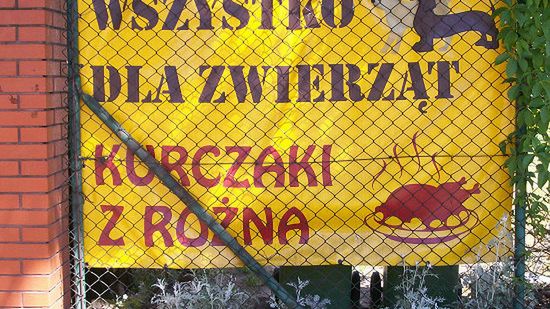 WSZYSTKO
DLA ZWIERZĄT
KURCZAKI
Z ROŻNA